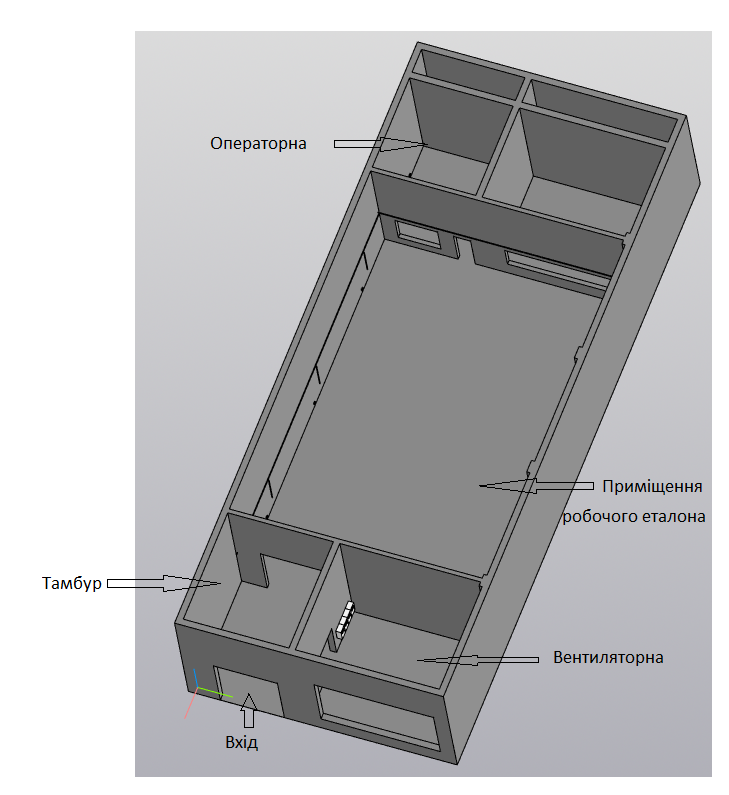 Операторна
Приміщення
робочого еталона
Тамбур
Вентиляторна
Вхід